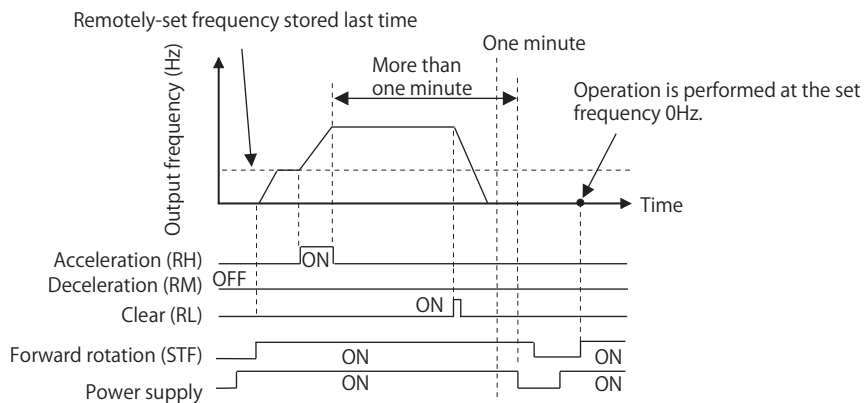 Remotely-set frequency stored last time
One minute
More than
one minute
Operation is performed at the set
frequency 0Hz.
Output frequency (Hz)
Time
Acceleration (RH)
ON
Deceleration (RM)
OFF
Clear (RL)
ON
Forward rotation (STF)
ON
ON
Power supply
ON
ON